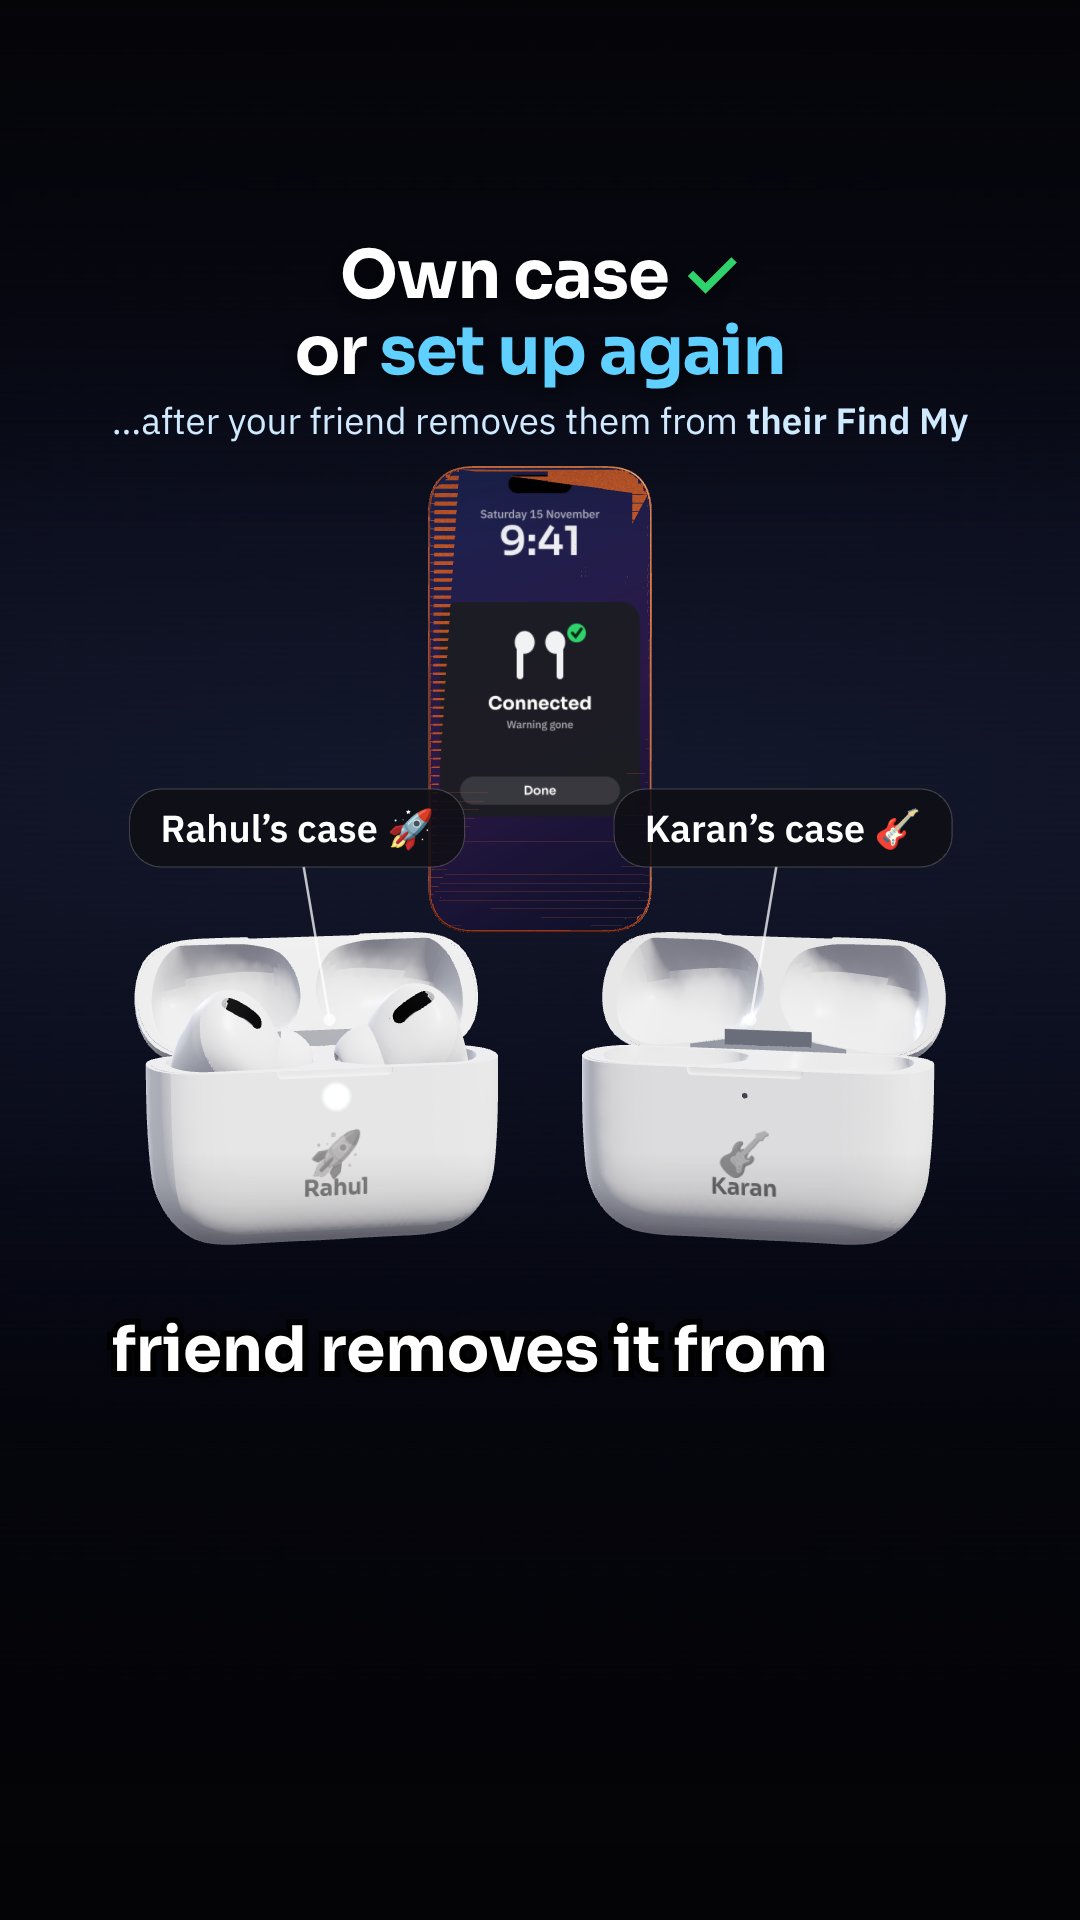 Own case ✓
or set up again
...after your friend removes them from their Find My
Saturday 15 November
9:41
Connected
Warning gone
Done
Rahul's case 🚀
Karan's case 🎸
Rahul
Karan
friend removes it from